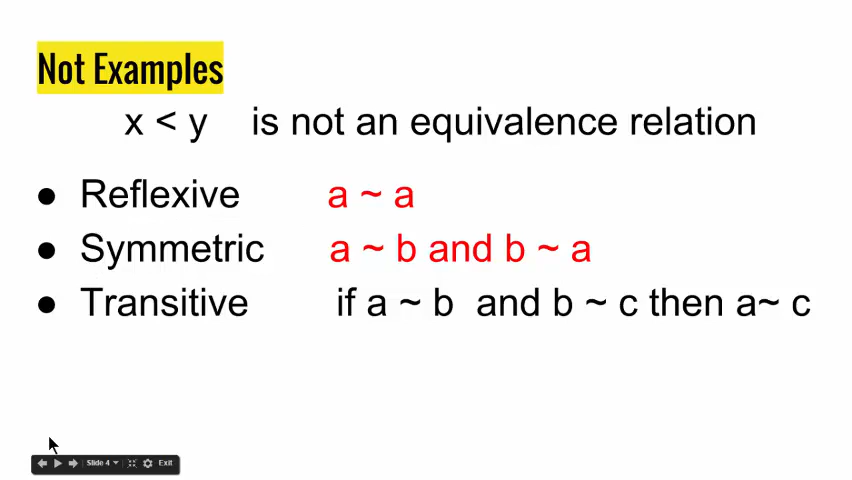 Not Examples
x < y is not an equivalence relation
● Reflexive a ~ a
● Symmetric a ~ b and b ~ a
● Transitive if a ~ b and b ~ c then a~ c
Slide 4 Exit